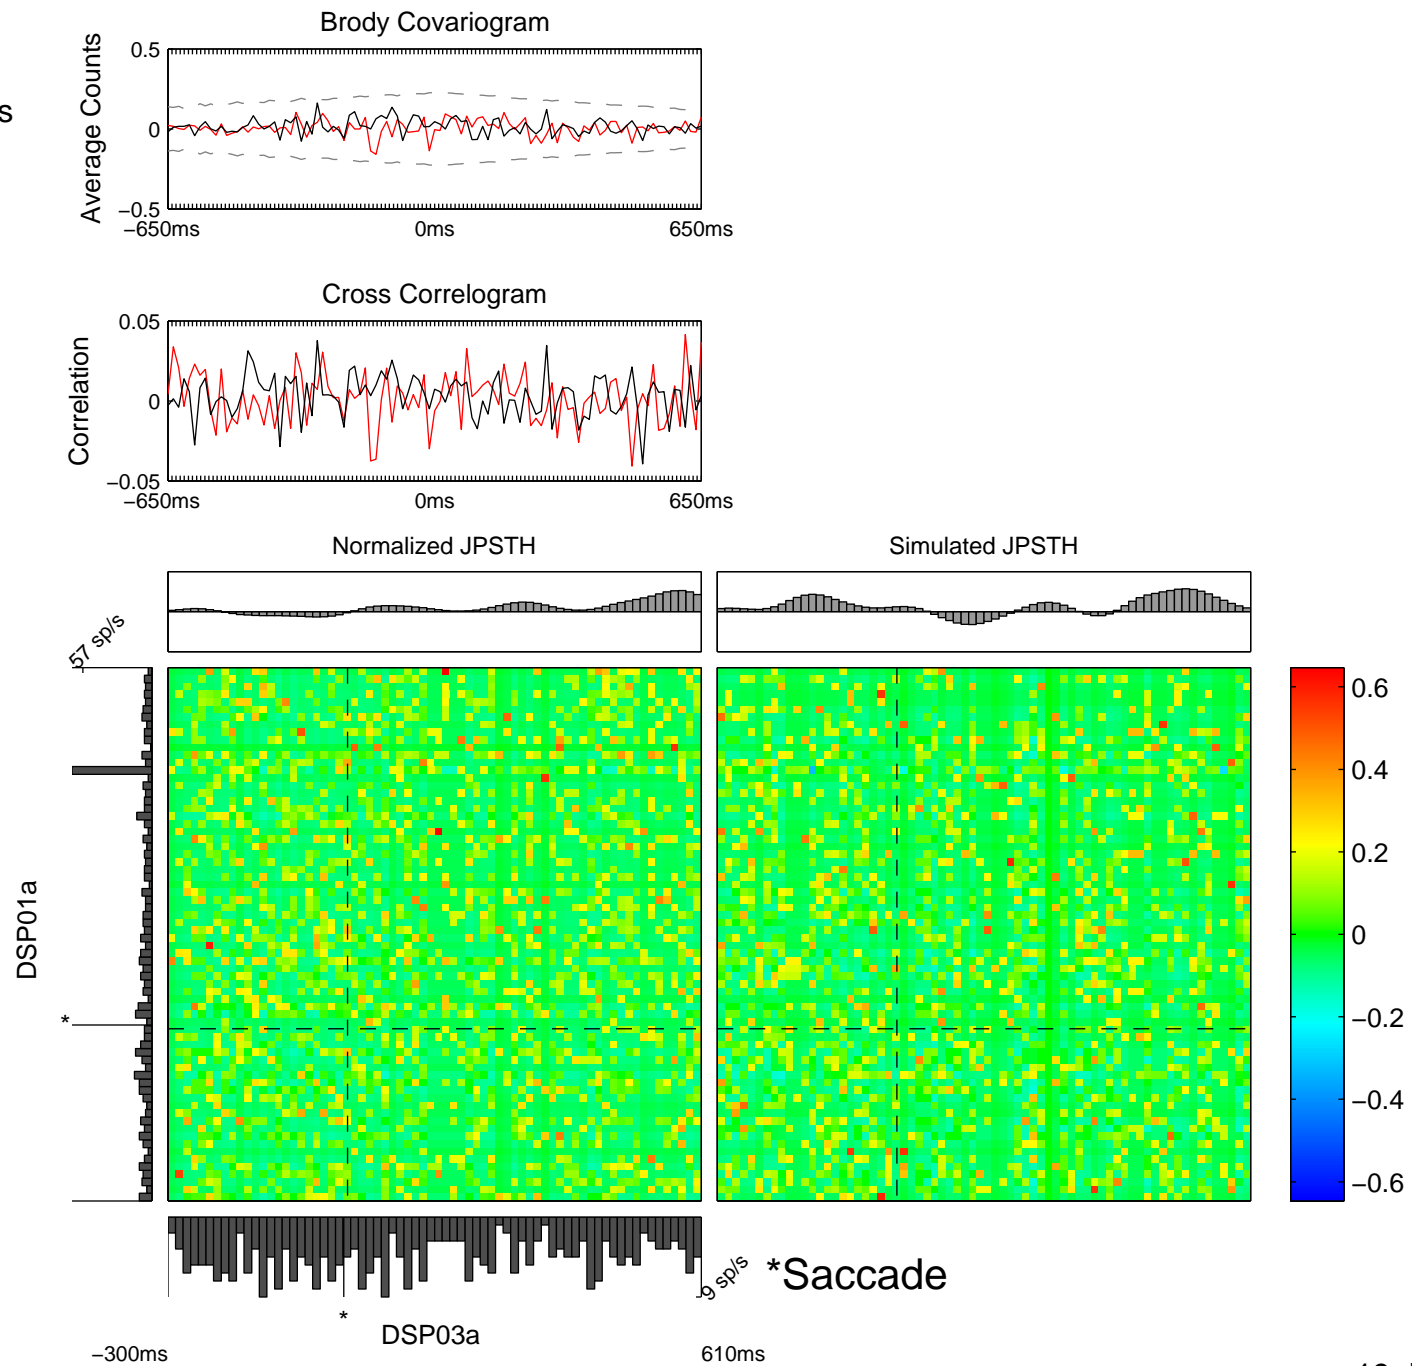 Brody Covariogram
s
Average Counts
0.5
0
−0.5
−650ms
0ms
650ms
Cross Correlogram
Correlation
0.05
0
−0.05
−650ms
0ms
650ms
Normalized JPSTH
Simulated JPSTH
57 sp/s
DSP01a
*
0.6
0.4
0.2
0
−0.2
−0.4
−0.6
9 sp/s
*Saccade
*
DSP03a
−300ms
610ms